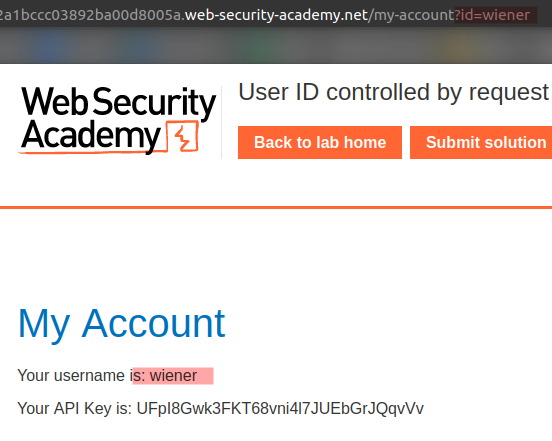 2a1bccc03892ba00d8005a.web-security-academy.net/my-account?id=wiener
Web Security
Academy
User ID controlled by request
Back to lab home
Submit solution
My Account
Your username is: wiener
Your API Key is: UFpI8Gwk3FKT68vni4l7JUEbGrJQqvVv